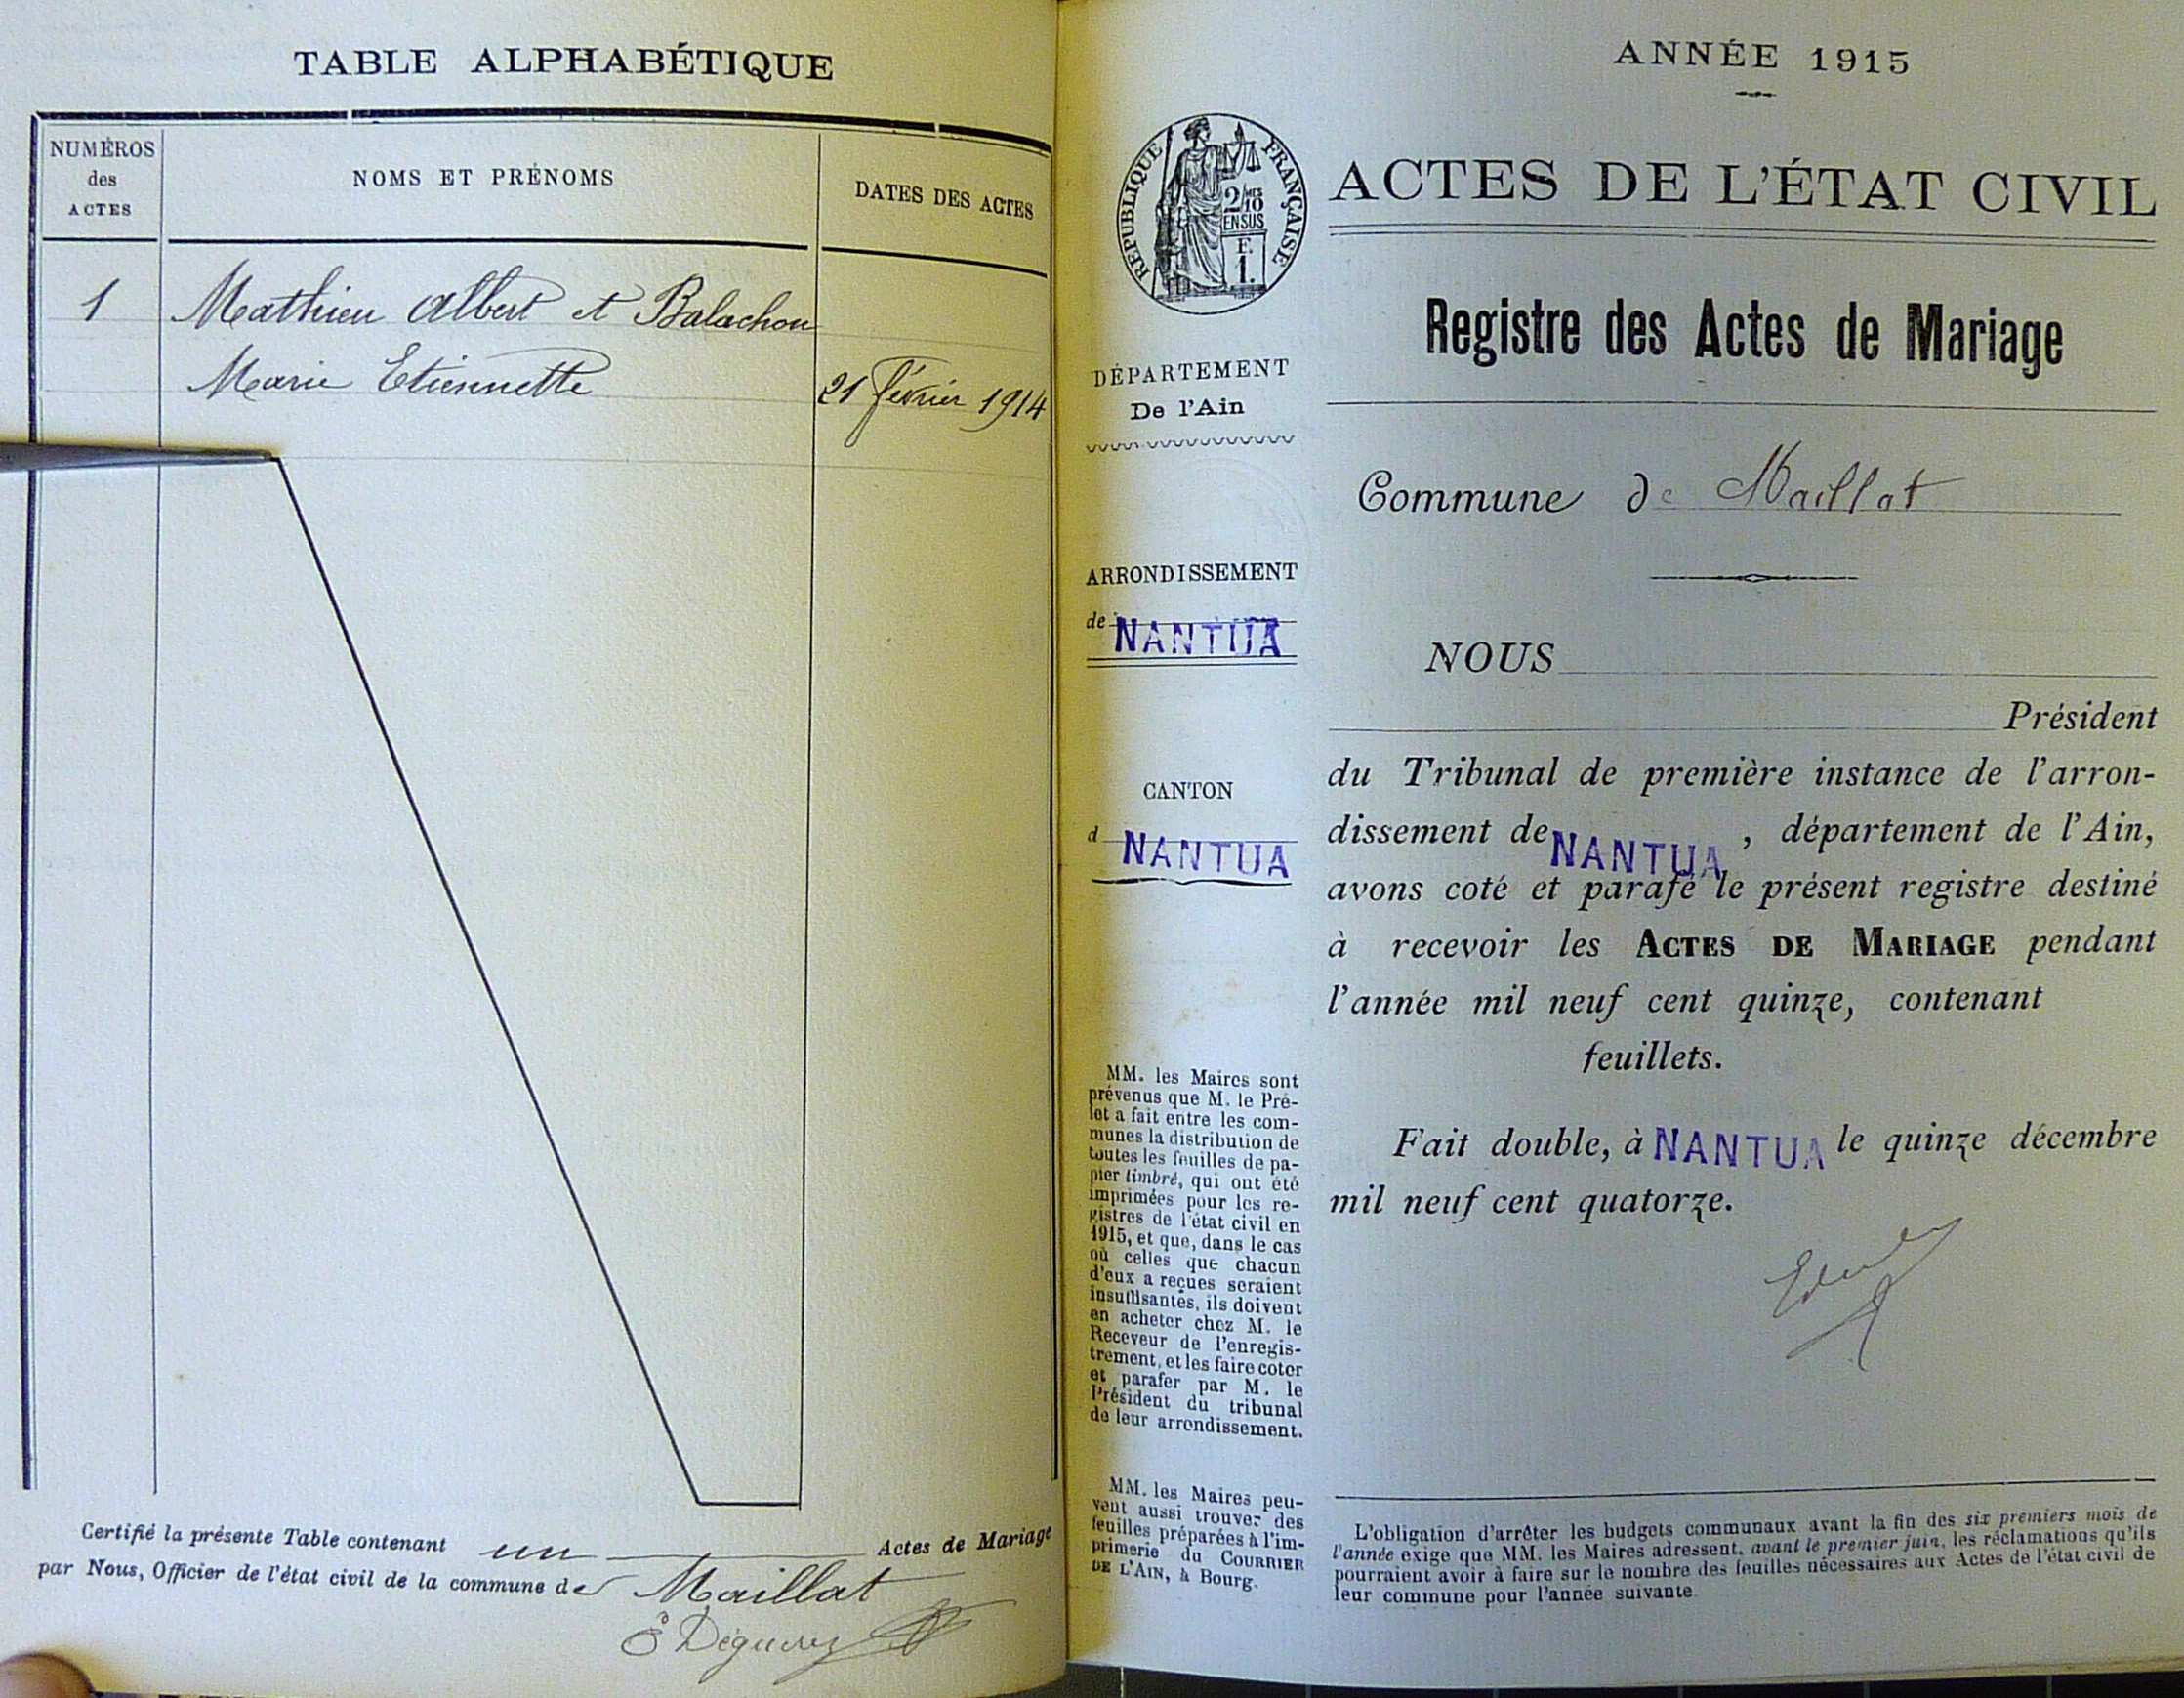 TABLE ALPHABÉTIQUE
NUMÉROS
des
ACTES
NOMS ET PRÉNOMS
DATES DES ACTES
1 Mathieu Albert et Balachon
Marie Etiennette 21 février 1914
Certifié la présente Table contenant un Actes de Mariage
par Nous, Officier de l'état civil de la commune de Maillat
ANNÉE 1915
RÉPUBLIQUE FRANÇAISE
2/10 MES
EN SUS
F.
1.
ACTES DE L'ÉTAT CIVIL
Registre des Actes de Mariage
DÉPARTEMENT
De l'Ain
Commune de Maillat
ARRONDISSEMENT
de NANTUA
CANTON
d NANTUA
NOUS
Président
du Tribunal de première instance de l'arron-
dissement de NANTUA, département de l'Ain,
avons coté et parafé le présent registre destiné
à recevoir les ACTES DE MARIAGE pendant
l'année mil neuf cent quinze, contenant
feuillets.
Fait double, à NANTUA le quinze décembre
mil neuf cent quatorze.
MM. les Maires sont
prévenus que M. le Pré-
fet a fait entre les com-
munes la distribution de
toutes les feuilles de pa-
pier timbré, qui ont été
imprimées pour les re-
gistres de l'état civil en
1915, et que, dans le cas
où celles que chacun
d'eux a reçues seraient
insuffisantes, ils doivent
en acheter chez M. le
Receveur de l'enregis-
trement, et les faire coter
et parafer par M. le
Président du tribunal
de leur arrondissement.
MM. les Maires peu-
vent aussi trouver des
feuilles préparées à l'im-
primerie du COURRIER
DE L'AIN, à Bourg.
L'obligation d'arrêter les budgets communaux avant la fin des six premiers mois de
l'année exige que MM. les Maires adressent, avant le premier juin, les réclamations qu'ils
pourraient avoir à faire sur le nombre des feuilles nécessaires aux Actes de l'état civil de
leur commune pour l'année suivante.